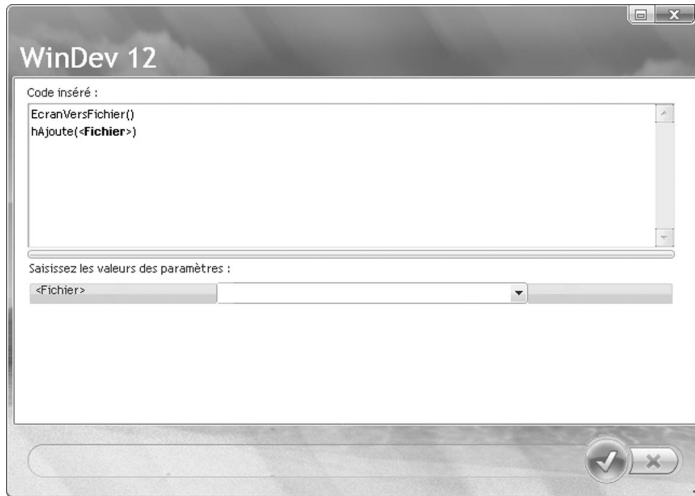 WinDev 12
Code inséré :
EcranVersFichier()
hAjoute(<Fichier>)
Saisissez les valeurs des paramètres :
<Fichier>